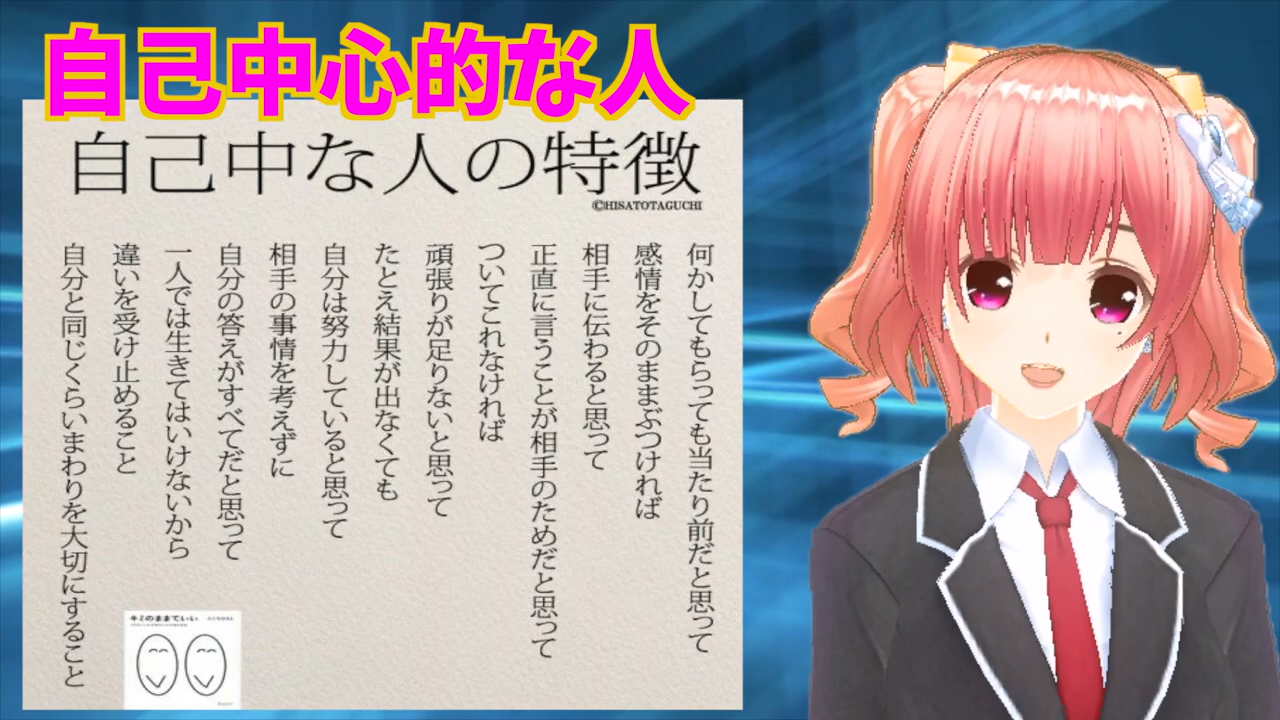 自己中心的な人
自己中な人の特徴
©HISATOTAGUCHI
何かしてもらっても当たり前だと思って
感情をそのままぶつければ
相手に伝わると思って
正直に言うことが相手のためだと思って
ついてこれなければ
頑張りが足りないと思って
たとえ結果が出なくても
自分は努力していると思って
相手の事情を考えずに
自分の答えがすべてだと思って
一人では生きてはいけないから
違いを受け止めること
自分と同じくらいまわりを大切にすること
キミのままでいい